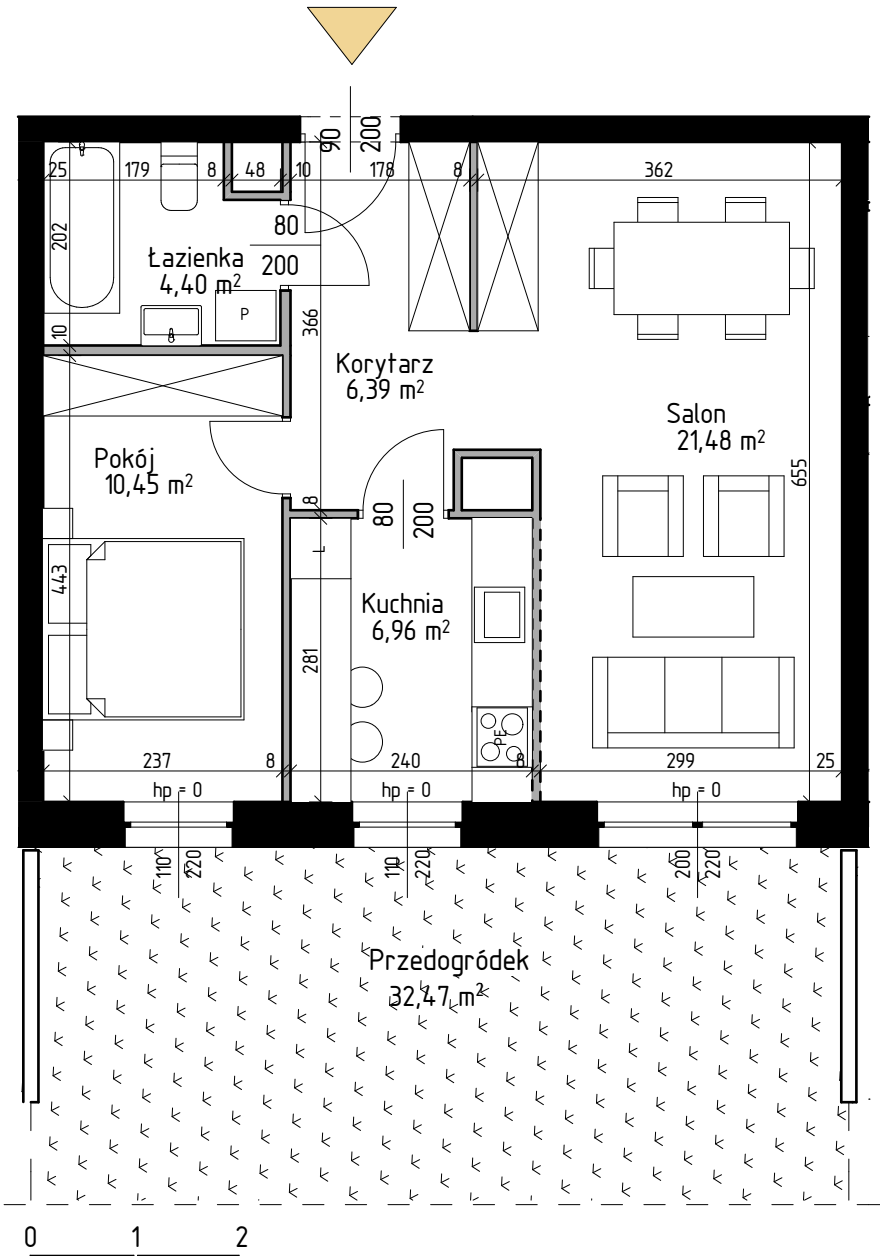 90
200
25
179
8
48
10
178
8
362
202
80
200
Łazienka
4,40 m²
P
10
366
Korytarz
6,39 m²
Salon
21,48 m²
655
Pokój
10,45 m²
8
80
200
L
443
Kuchnia
6,96 m²
281
PE
237
8
240
8
299
25
hp = 0
hp = 0
hp = 0
110
220
110
220
200
220
Przedogródek
32,47 m²
0
1
2